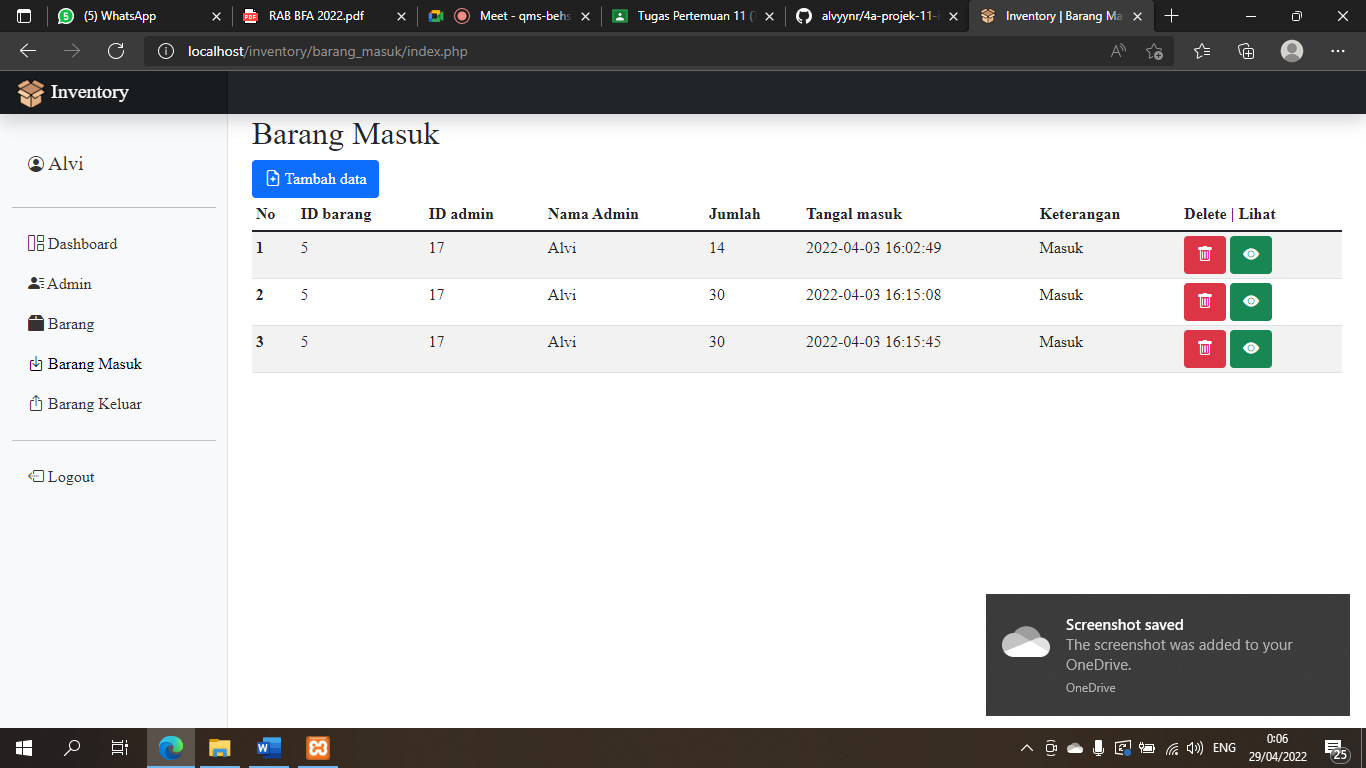 (5) WhatsApp
RAB BFA 2022.pdf
Meet - qms-behs
Tugas Pertemuan 11 (
alvyynr/4a-projek-11-
Inventory | Barang Ma
localhost/inventory/barang_masuk/index.php
Inventory
Barang Masuk
Alvi
Tambah data
No ID barang ID admin Nama Admin Jumlah Tangal masuk Keterangan Delete | Lihat
1 5 17 Alvi 14 2022-04-03 16:02:49 Masuk
2 5 17 Alvi 30 2022-04-03 16:15:08 Masuk
3 5 17 Alvi 30 2022-04-03 16:15:45 Masuk
Dashboard
Admin
Barang
Barang Masuk
Barang Keluar
Logout
Screenshot saved
The screenshot was added to your
OneDrive.
OneDrive
ENG
0:06
29/04/2022
25